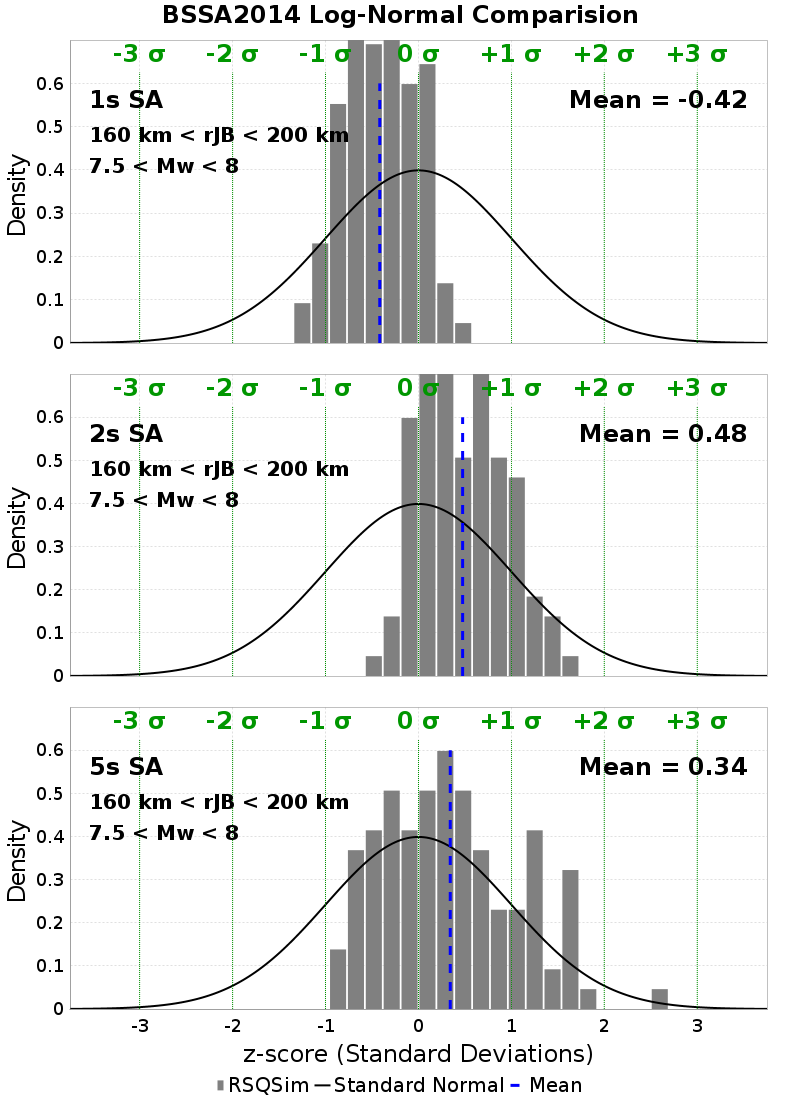 BSSA2014 Log-Normal Comparision
-3 σ -2 σ -1 σ 0 σ +1 σ +2 σ +3 σ
1s SA
Mean = -0.42
160 km < rJB < 200 km
7.5 < Mw < 8
Density
0.6
0.5
0.4
0.3
0.2
0.1
0
-3 σ -2 σ -1 σ 0 σ +1 σ +2 σ +3 σ
2s SA
Mean = 0.48
160 km < rJB < 200 km
7.5 < Mw < 8
Density
0.6
0.5
0.4
0.3
0.2
0.1
0
-3 σ -2 σ -1 σ 0 σ +1 σ +2 σ +3 σ
5s SA
Mean = 0.34
160 km < rJB < 200 km
7.5 < Mw < 8
Density
0.6
0.5
0.4
0.3
0.2
0.1
0
-3 -2 -1 0 1 2 3
z-score (Standard Deviations)
RSQSim Standard Normal Mean